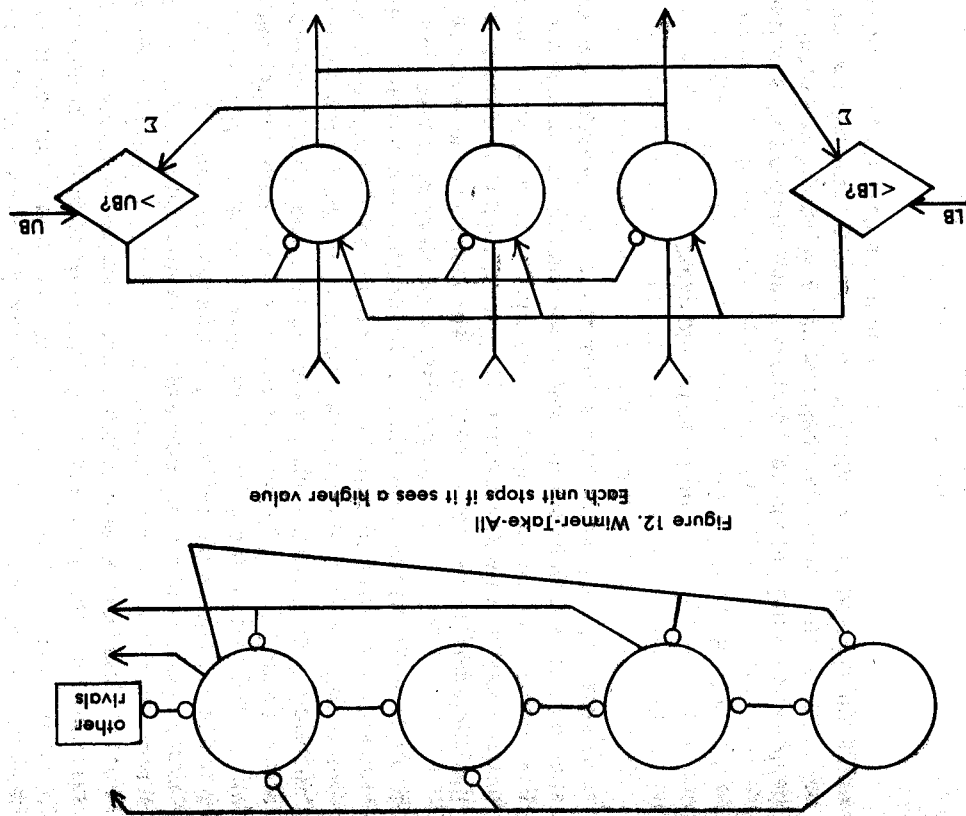 other
rivals
Figure 12. Winner-Take-All
Each unit stops if it sees a higher value
LB
UB
< LB?
> UB?
Σ
Σ